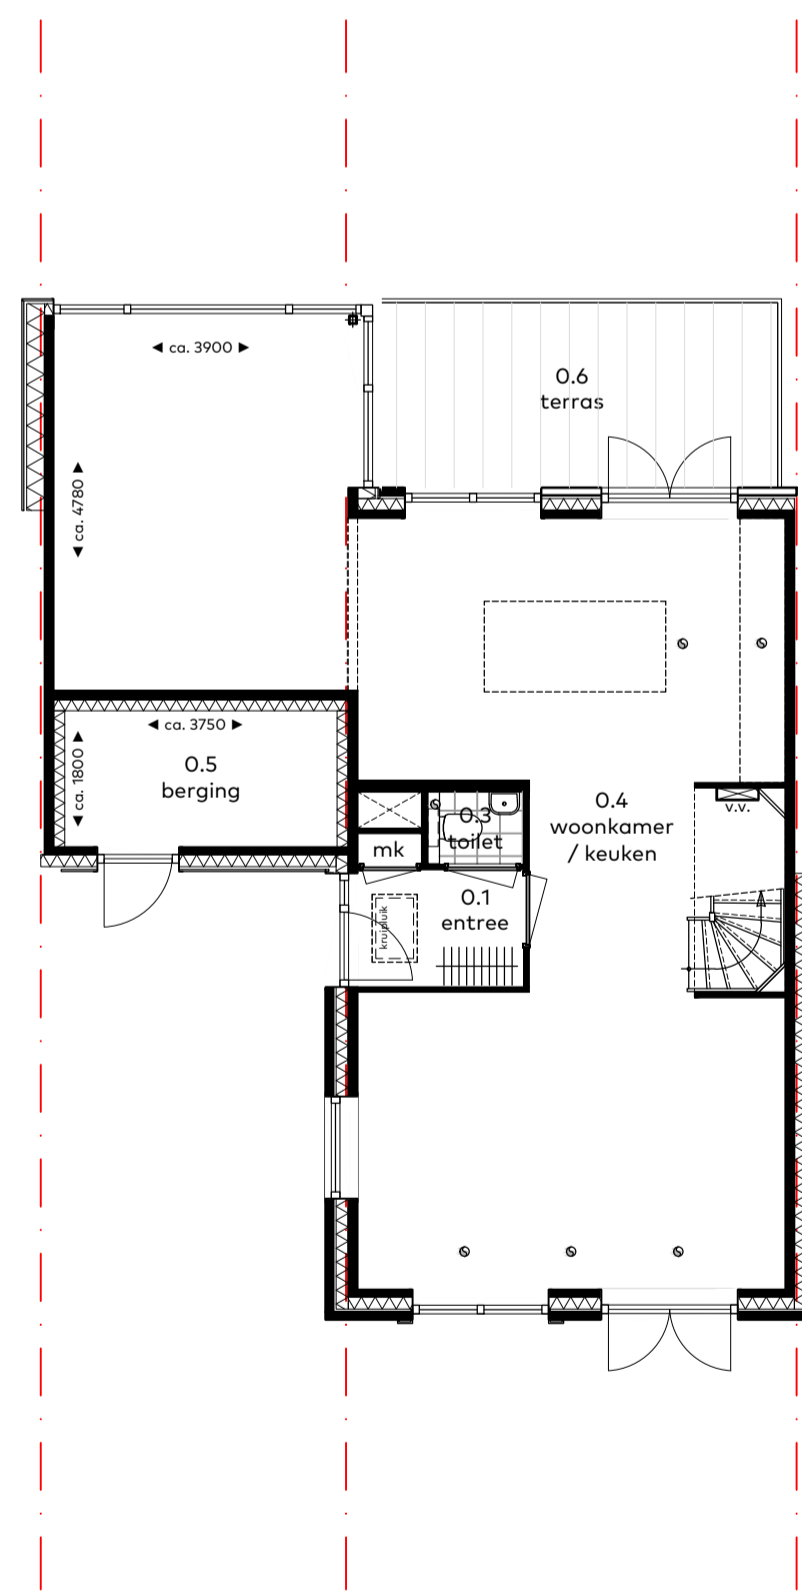 ◄ ca. 3900 ►
0.6
terras
◄ ca. 4780 ►
◄ ca. 3750 ►
◄ ca. 1800 ►
0.5
berging
0.4
woonkamer
/ keuken
v.v.
0.3
toilet
mk
0.1
entree
kruipluik